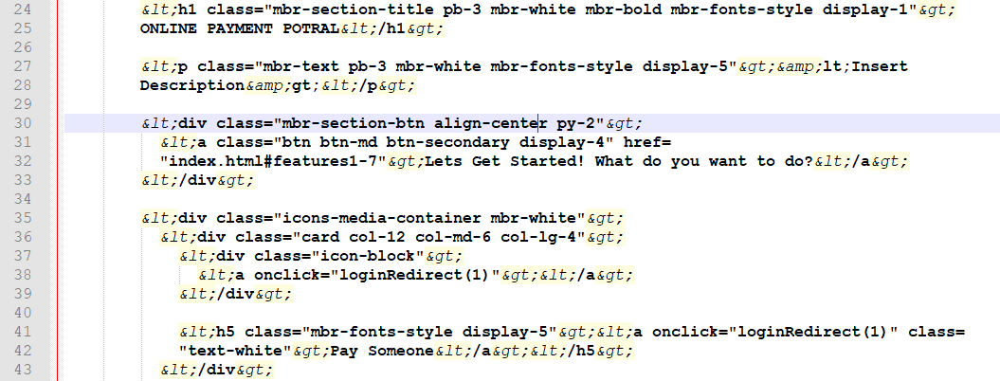 24 &lt;h1 class="mbr-section-title pb-3 mbr-white mbr-bold mbr-fonts-style display-1"&gt;
25 ONLINE PAYMENT POTRAL&lt;/h1&gt;
26
27 &lt;p class="mbr-text pb-3 mbr-white mbr-fonts-style display-5"&gt;&amp;lt;Insert
28 Description&amp;gt;&lt;/p&gt;
29
30 &lt;div class="mbr-section-btn align-center py-2"&gt;
31 &lt;a class="btn btn-md btn-secondary display-4" href=
32 "index.html#features1-7"&gt;Lets Get Started! What do you want to do?&lt;/a&gt;
33 &lt;/div&gt;
34
35 &lt;div class="icons-media-container mbr-white"&gt;
36 &lt;div class="card col-12 col-md-6 col-lg-4"&gt;
37 &lt;div class="icon-block"&gt;
38 &lt;a onclick="loginRedirect(1)"&gt;&lt;/a&gt;
39 &lt;/div&gt;
40
41 &lt;h5 class="mbr-fonts-style display-5"&gt;&lt;a onclick="loginRedirect(1)" class=
42 "text-white"&gt;Pay Someone&lt;/a&gt;&lt;/h5&gt;
43 &lt;/div&gt;